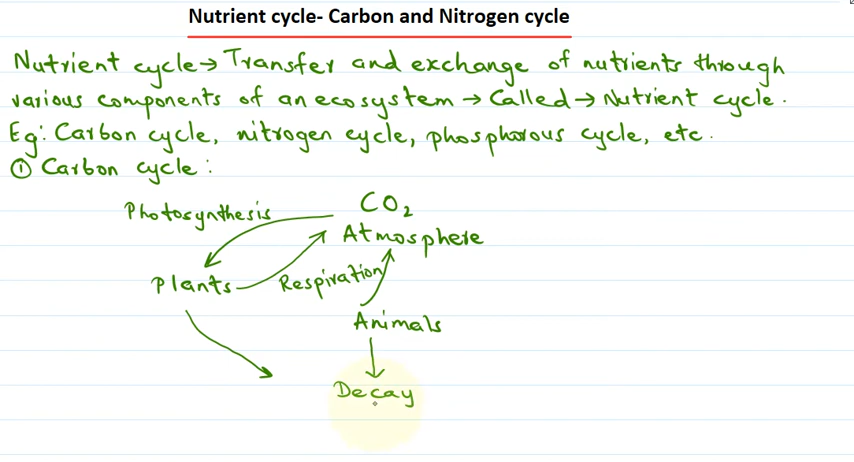 Nutrient cycle- Carbon and Nitrogen cycle
Nutrient cycle → Transfer and exchange of nutrients through
various components of an ecosystem → Called → Nutrient cycle.
Eg: Carbon cycle, nitrogen cycle, phosphorous cycle, etc.
① Carbon cycle:
CO₂
Photosynthesis
Atmosphere
Plants
Respiration
Animals
Decay